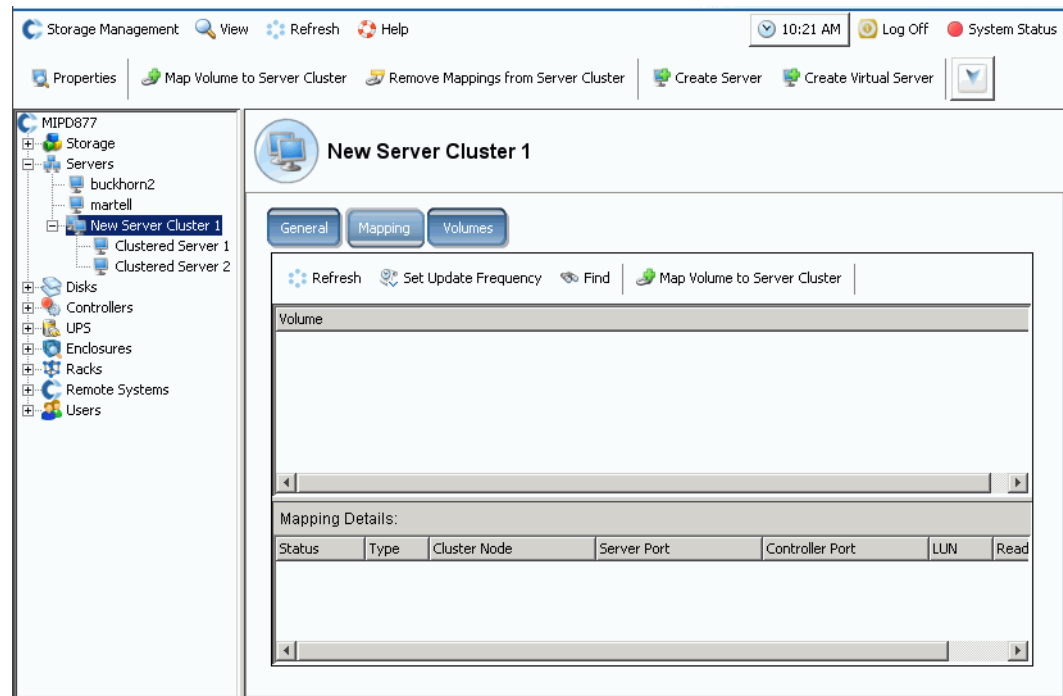 Storage Management View Refresh Help 10:21 AM Log Off System Status
Properties Map Volume to Server Cluster Remove Mappings from Server Cluster Create Server Create Virtual Server
MIPD877
Storage
Servers
buckhorn2
martell
New Server Cluster 1
Clustered Server 1
Clustered Server 2
Disks
Controllers
UPS
Enclosures
Racks
Remote Systems
Users
New Server Cluster 1
General Mapping Volumes
Refresh Set Update Frequency Find Map Volume to Server Cluster
Volume
Mapping Details:
Status Type Cluster Node Server Port Controller Port LUN Read